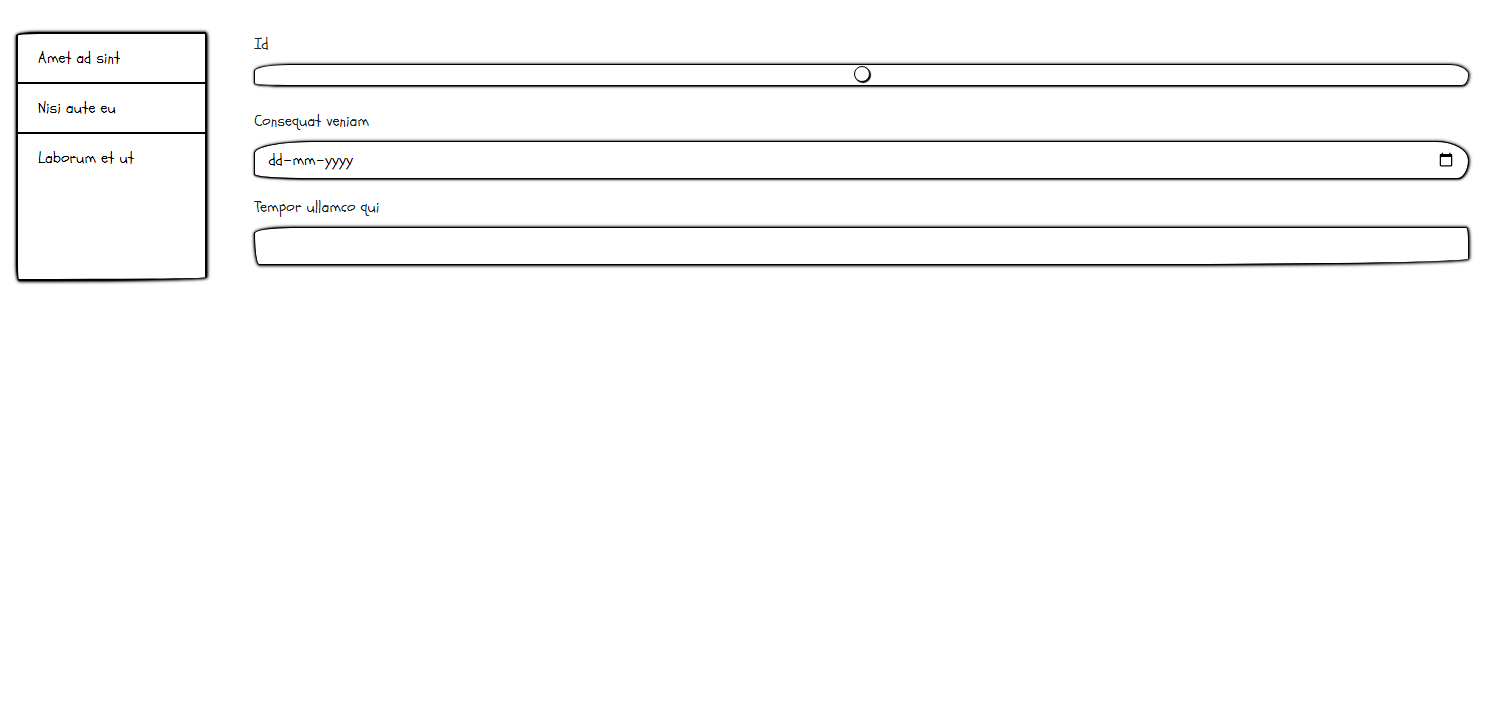 Amet ad sint
Nisi aute eu
Laborum et ut
Id
Consequat veniam
dd-mm-yyyy
Tempor ullamco qui